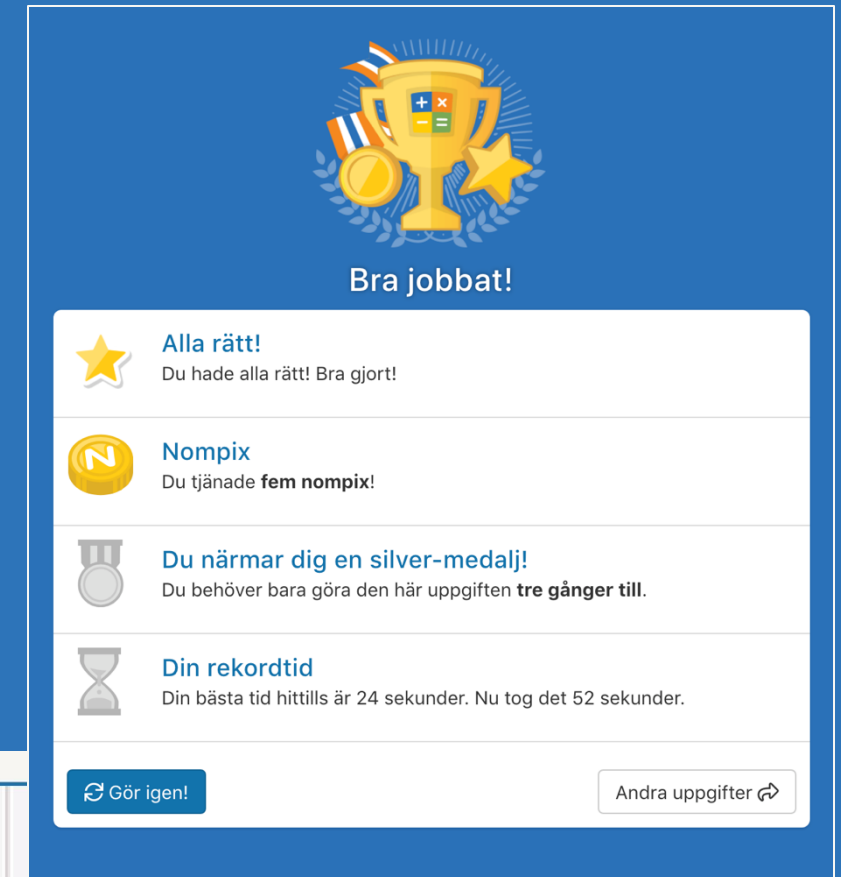 Bra jobbat!
Alla rätt!
Du hade alla rätt! Bra gjort!
N
Nompix
Du tjänade fem nompix!
Du närmar dig en silver-medalj!
Du behöver bara göra den här uppgiften tre gånger till.
Din rekordtid
Din bästa tid hittills är 24 sekunder. Nu tog det 52 sekunder.
Gör igen!
Andra uppgifter